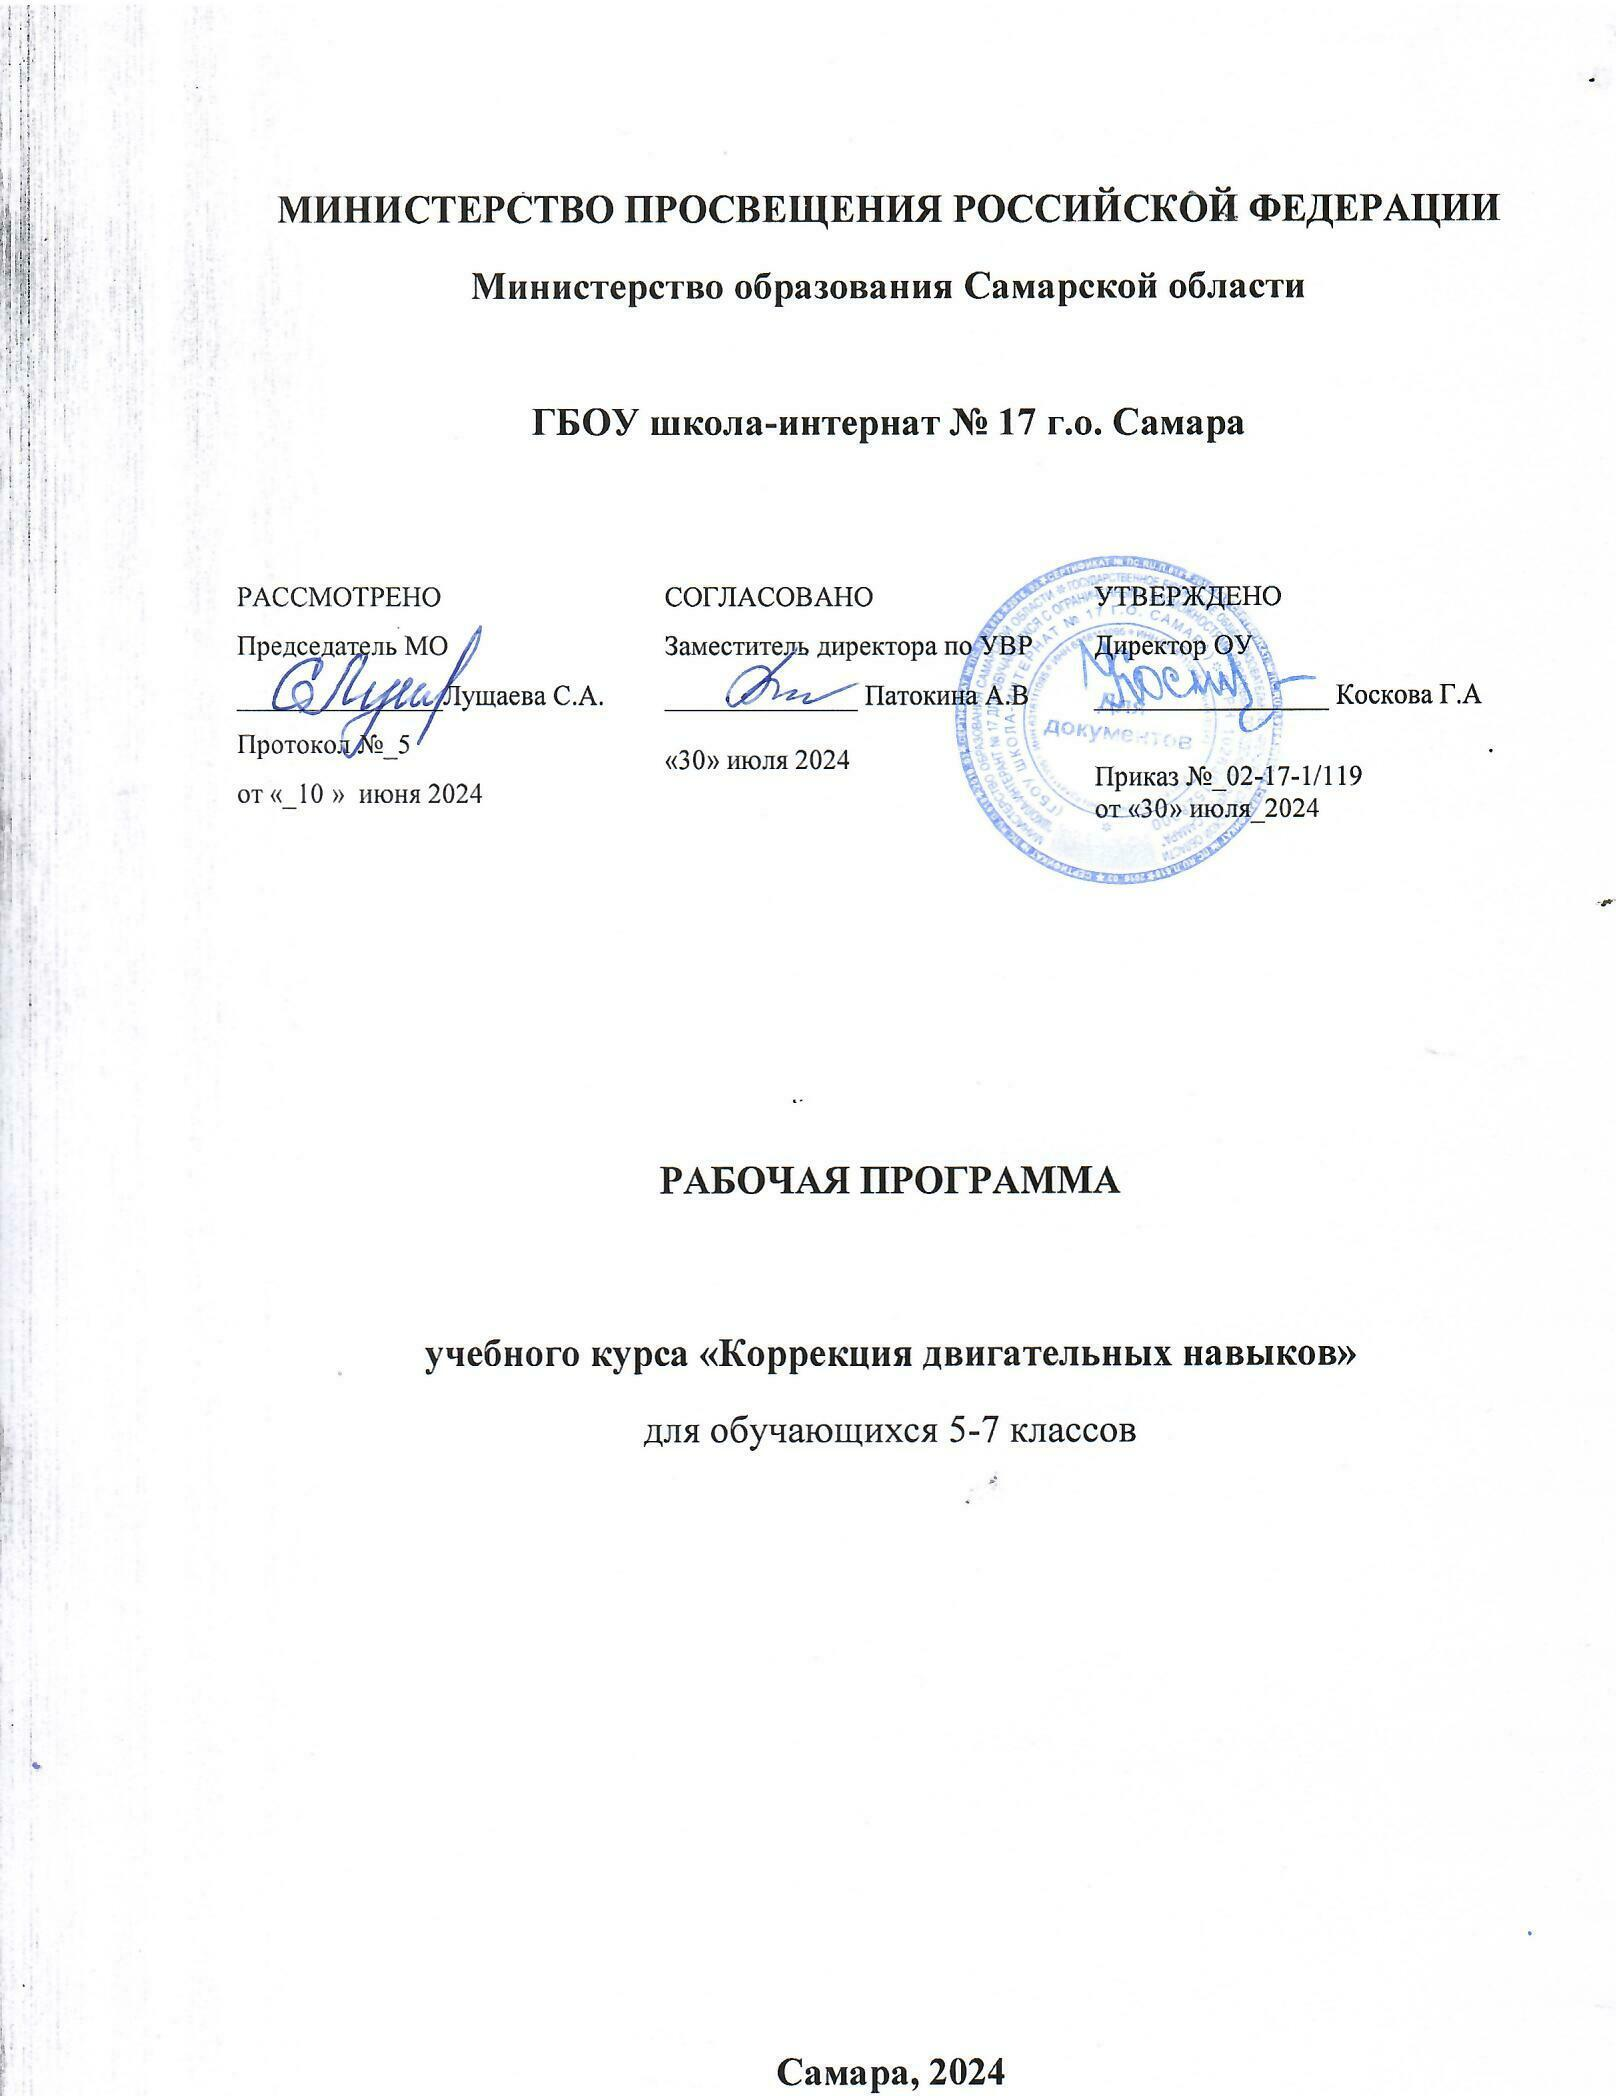 МИНИСТЕРСТВО ПРОСВЕЩЕНИЯ РОССИЙСКОЙ ФЕДЕРАЦИИ
Министерство образования Самарской области
ГБОУ школа-интернат № 17 г.о. Самара
РАССМОТРЕНО
Председатель МО
Лущаева С.А.
Протокол №_5
от «_10 » июня 2024
СОГЛАСОВАНО
Заместитель директора по УВР
Патокина А.В
«30» июля 2024
УТВЕРЖДЕНО
Директор ОУ
Коскова Г.А
Приказ №_02-17-1/119
от «30» июля_2024
Для
документов
РАБОЧАЯ ПРОГРАММА
учебного курса «Коррекция двигательных навыков»
для обучающихся 5-7 классов
Самара, 2024